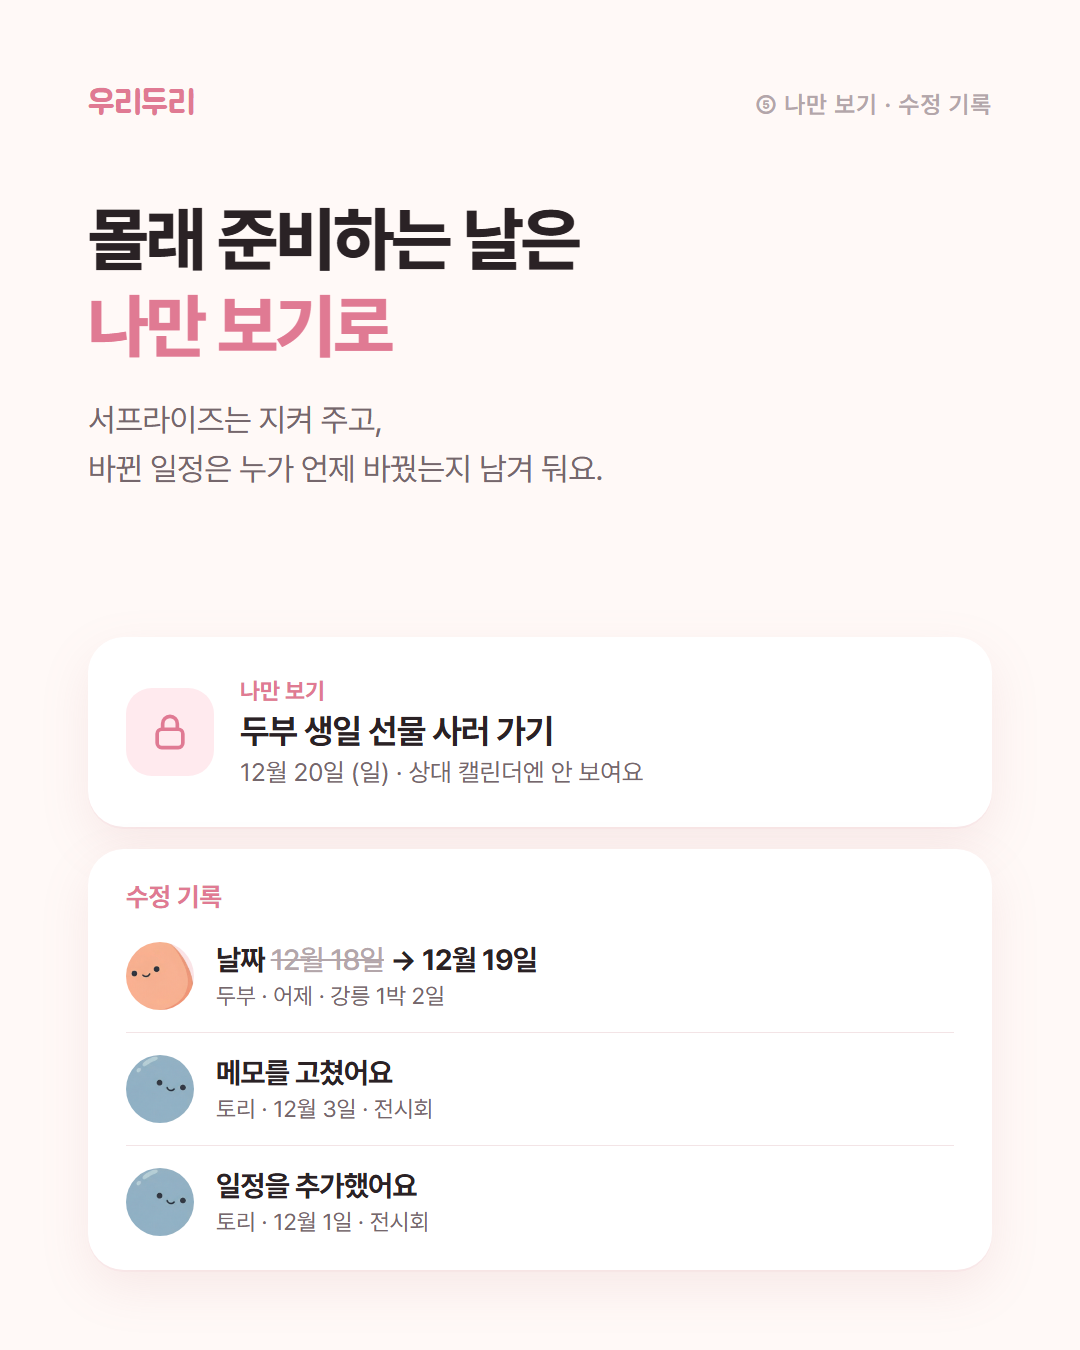 우리두리
⑤ 나만 보기 · 수정 기록
몰래 준비하는 날은
나만 보기로
서프라이즈는 지켜 주고,
바뀐 일정은 누가 언제 바꿨는지 남겨 둬요.
나만 보기
두부 생일 선물 사러 가기
12월 20일 (일) · 상대 캘린더엔 안 보여요
수정 기록
날짜 12월 18일 → 12월 19일
두부 · 어제 · 강릉 1박 2일
메모를 고쳤어요
토리 · 12월 3일 · 전시회
일정을 추가했어요
토리 · 12월 1일 · 전시회